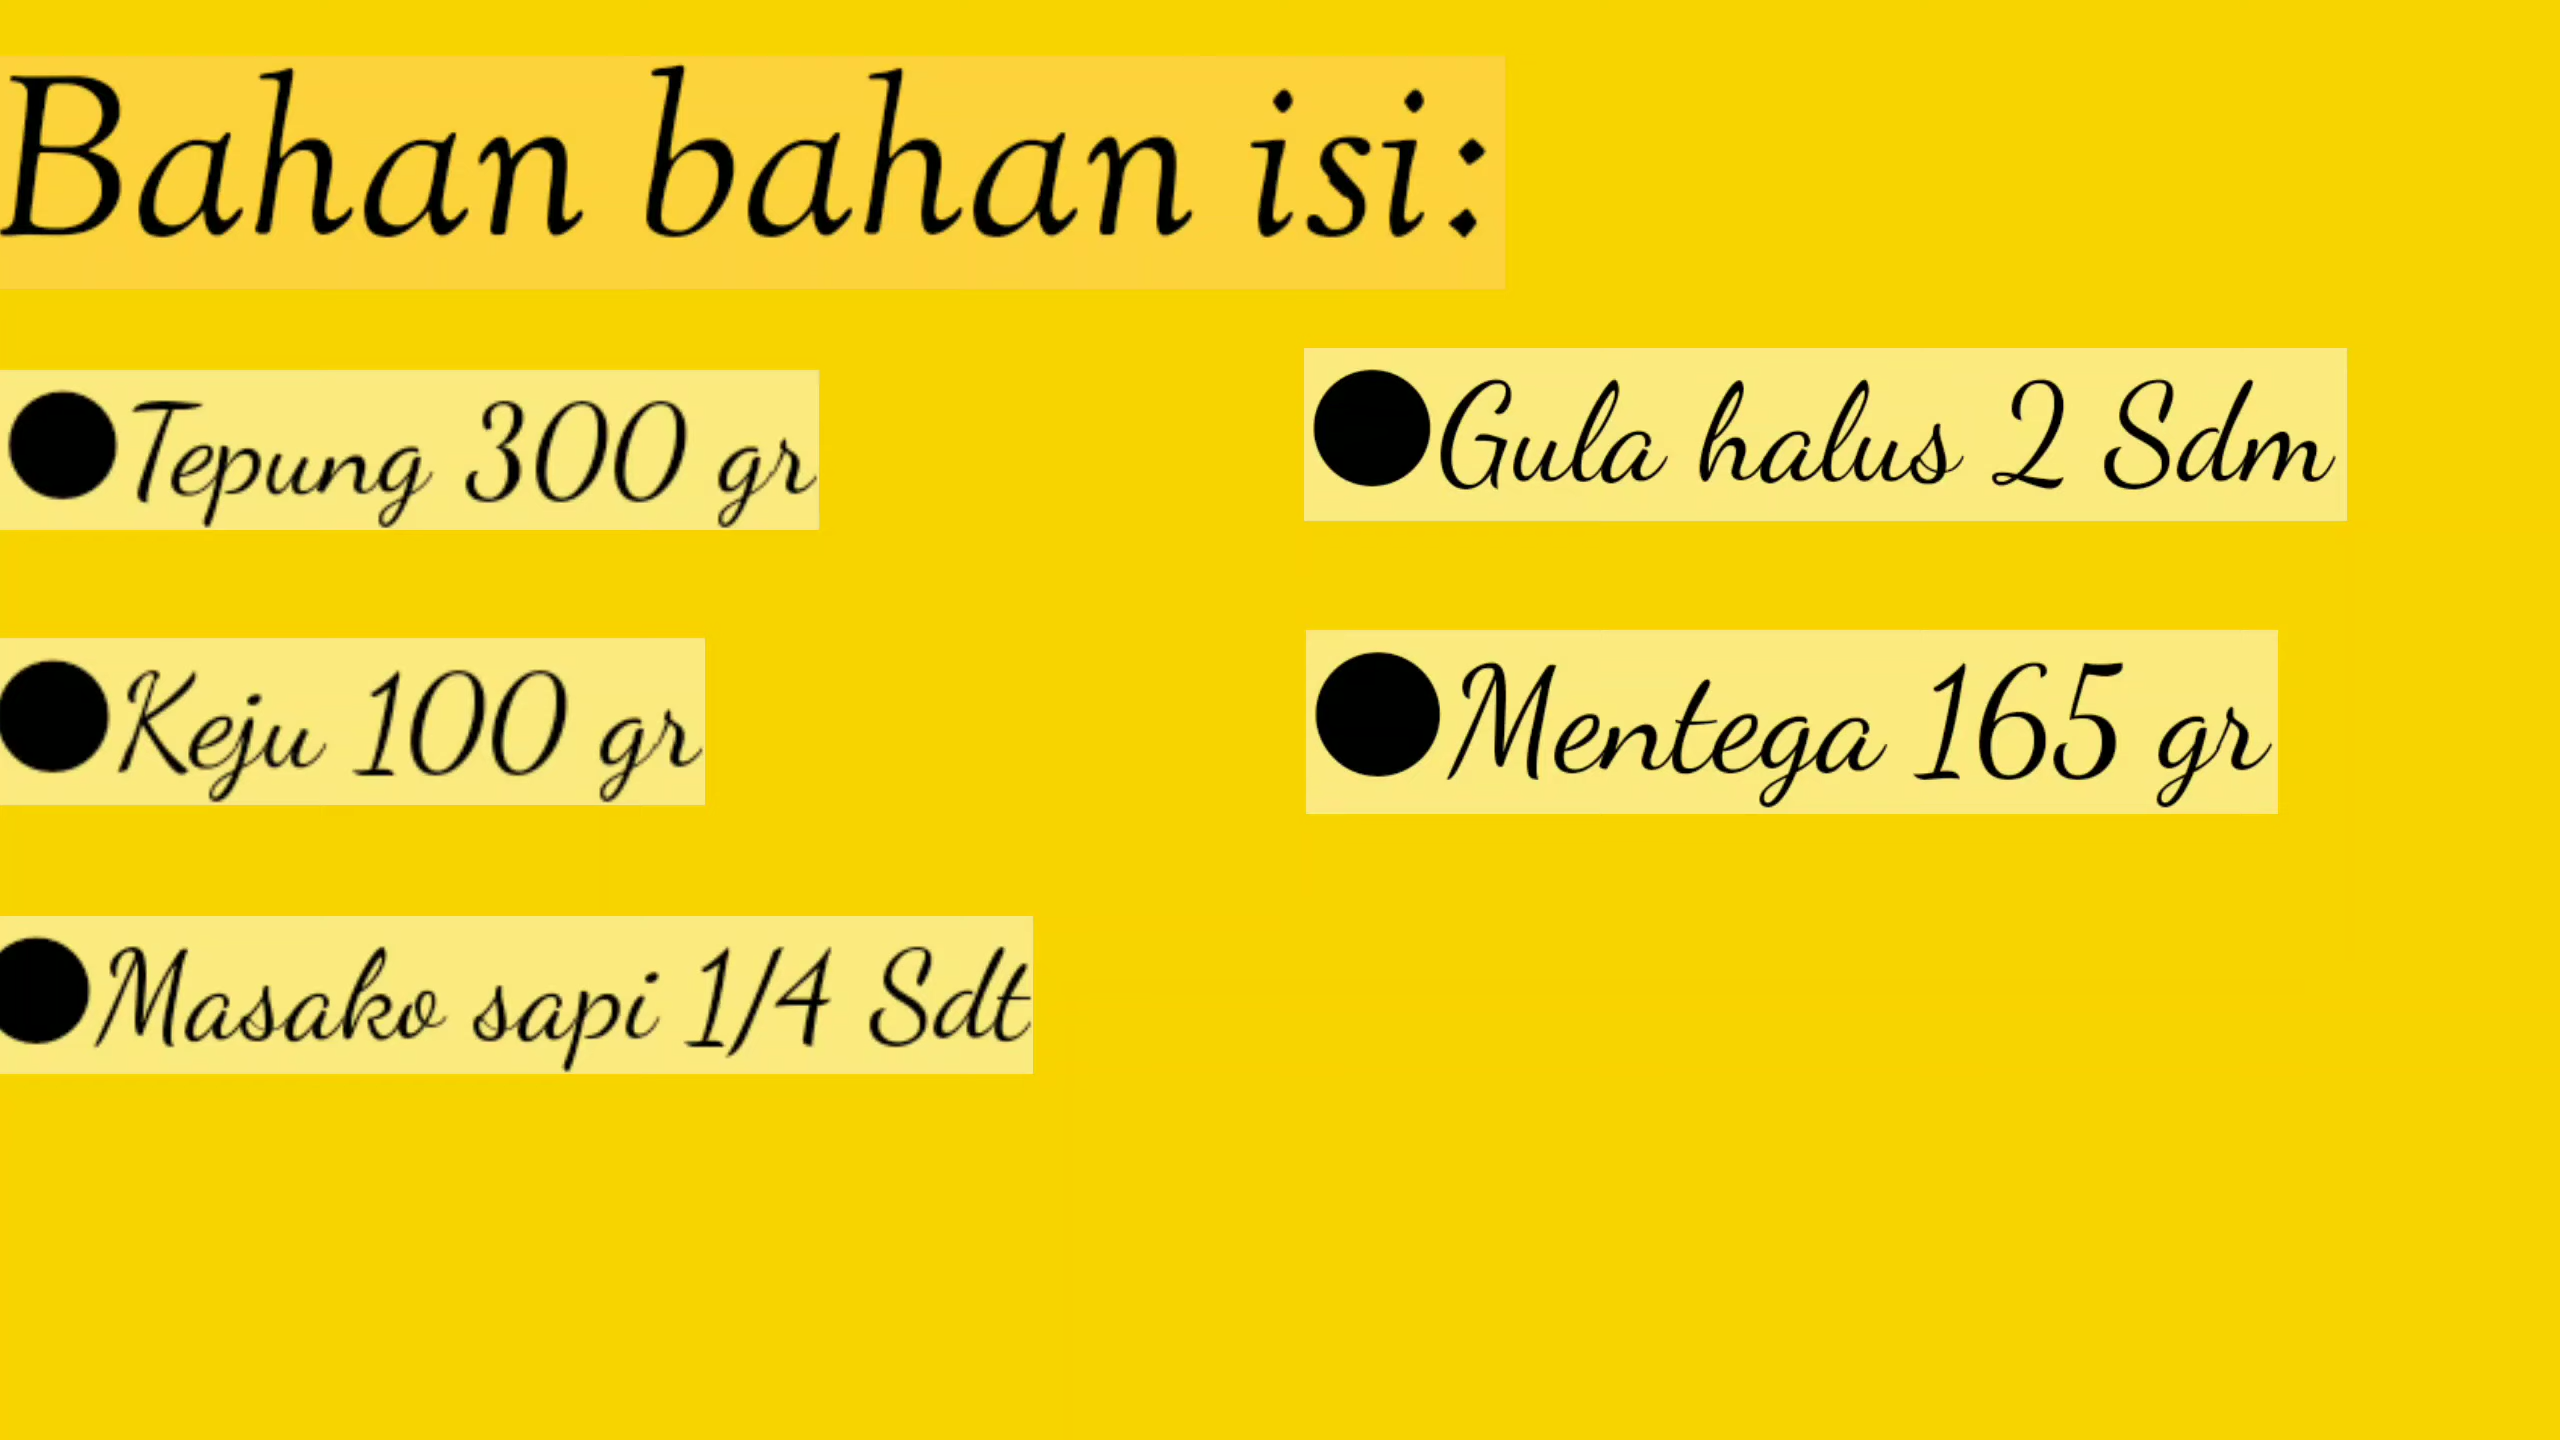 Bahan bahan isi:
●Tepung 300 gr
●Keju 100 gr
●Masako sapi 1/4 Sdt
●Gula halus 2 Sdm
●Mentega 165 gr